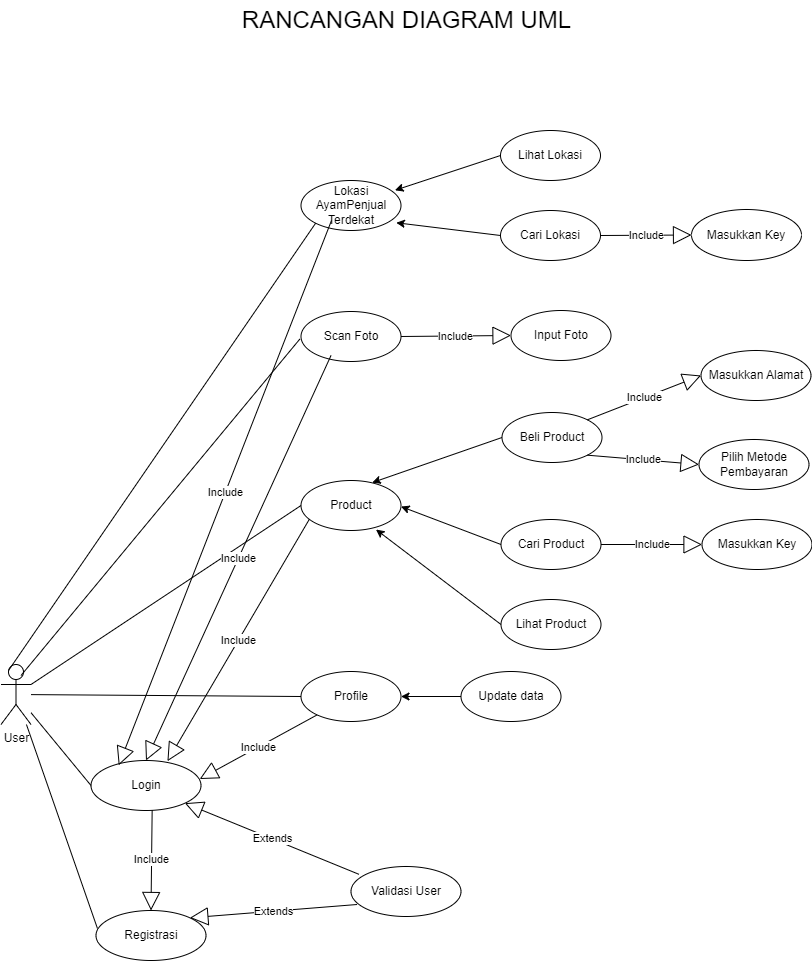 RANCANGAN DIAGRAM UML
Lihat Lokasi
Lokasi
AyamPenjual
Terdekat
Cari Lokasi
Include
Masukkan Key
Scan Foto
Include
Input Foto
Masukkan Alamat
Include
Beli Product
Include
Pilih Metode
Pembayaran
Include
Product
Cari Product
Include
Masukkan Key
Include
Lihat Product
Include
Profile
Update data
User
Include
Login
Extends
Include
Validasi User
Extends
Registrasi